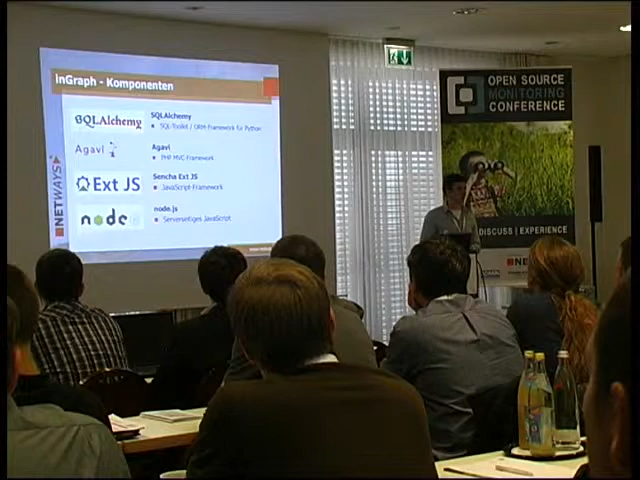 inGraph - Komponenten
SQLAlchemy
SQLAlchemy
SQL-Toolkit / ORM-Framework für Python
Agavi
Agavi
PHP MVC-Framework
Ext JS
Sencha Ext JS
JavaScript-Framework
node
node.js
Serverseitiges JavaScript
NETWAYS
OPEN SOURCE
MONITORING
CONFERENCE
DISCUSS | EXPERIENCE